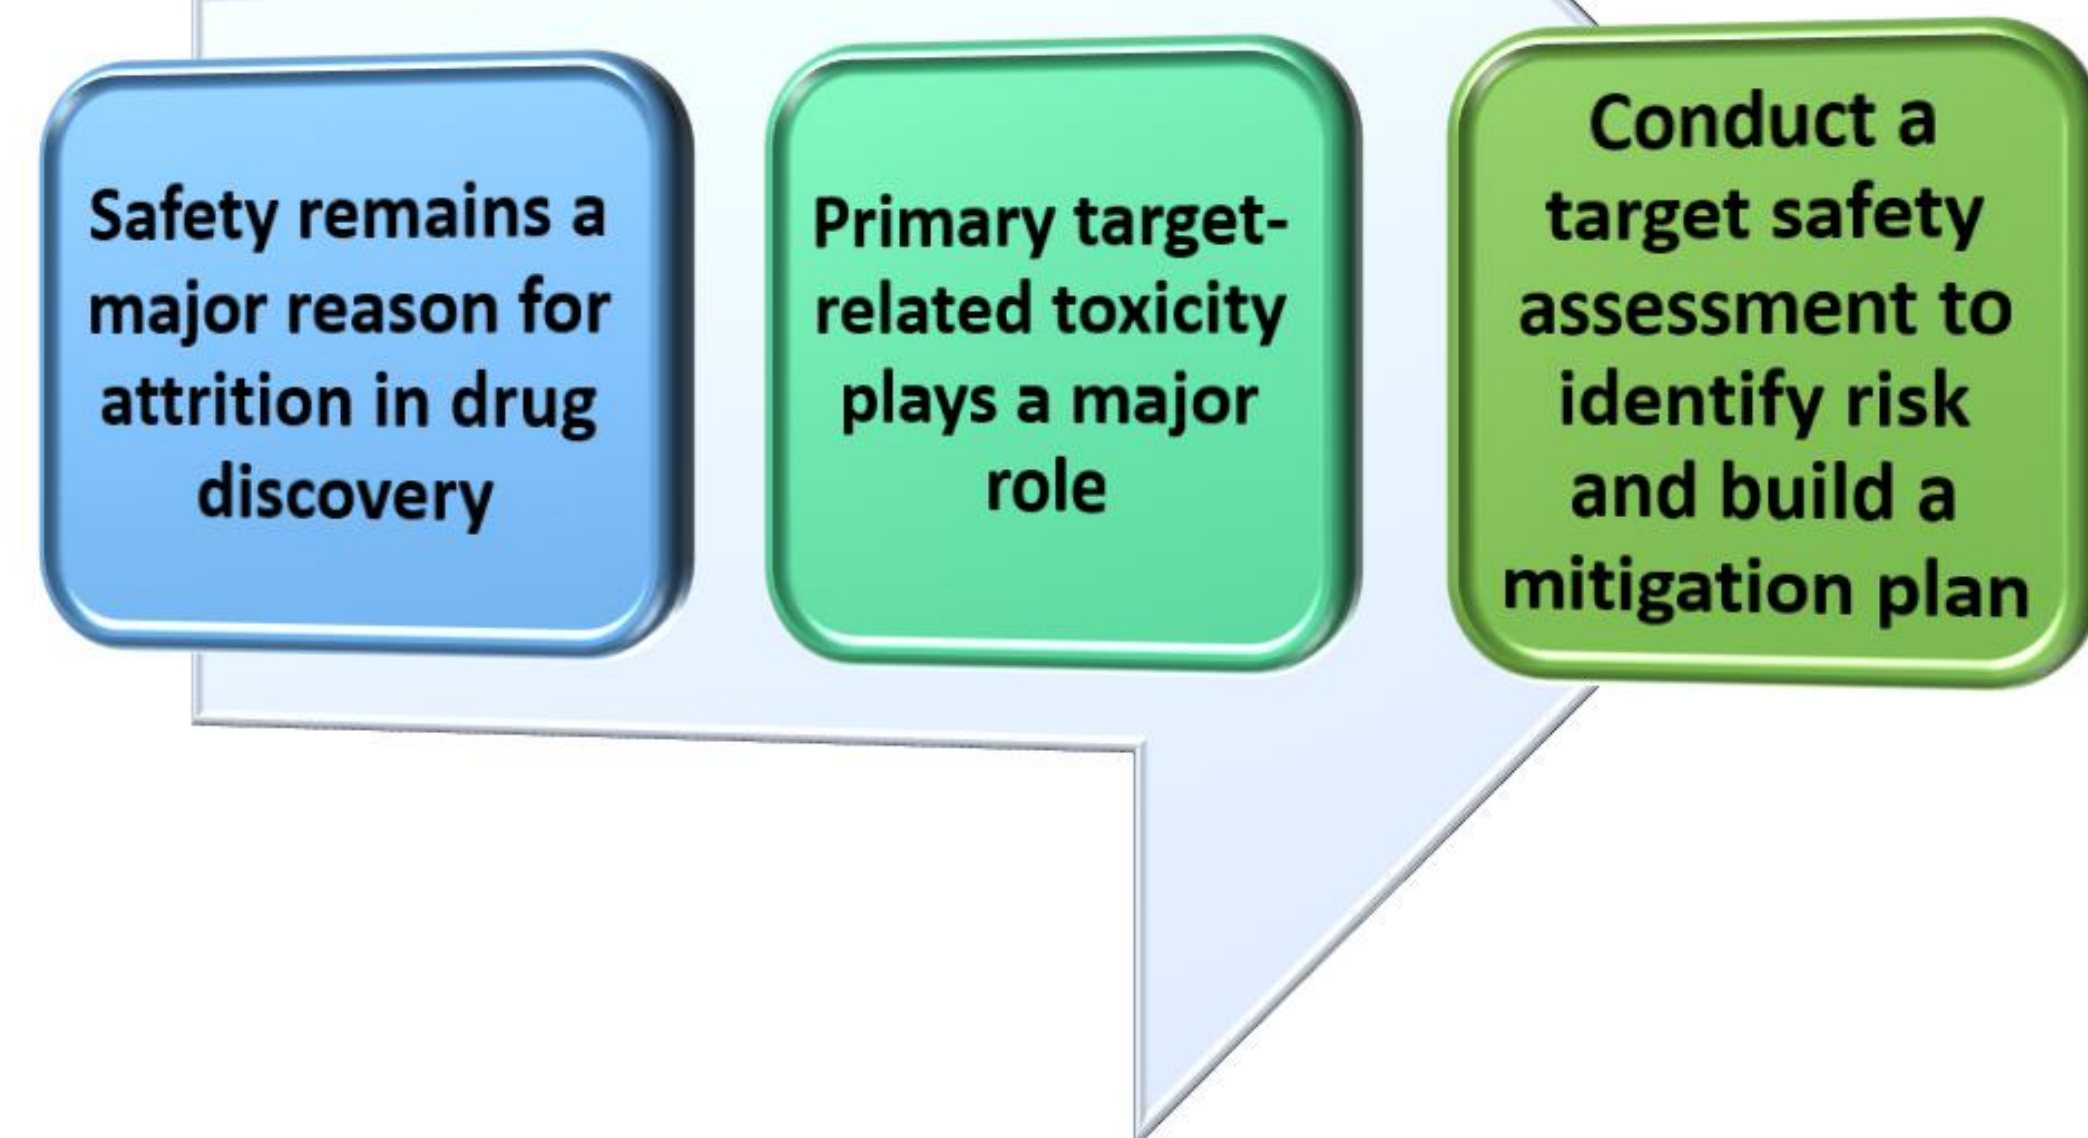 Safety remains a
major reason for
attrition in drug
discovery
Primary target-
related toxicity
plays a major
role
Conduct a
target safety
assessment to
identify risk
and build a
mitigation plan